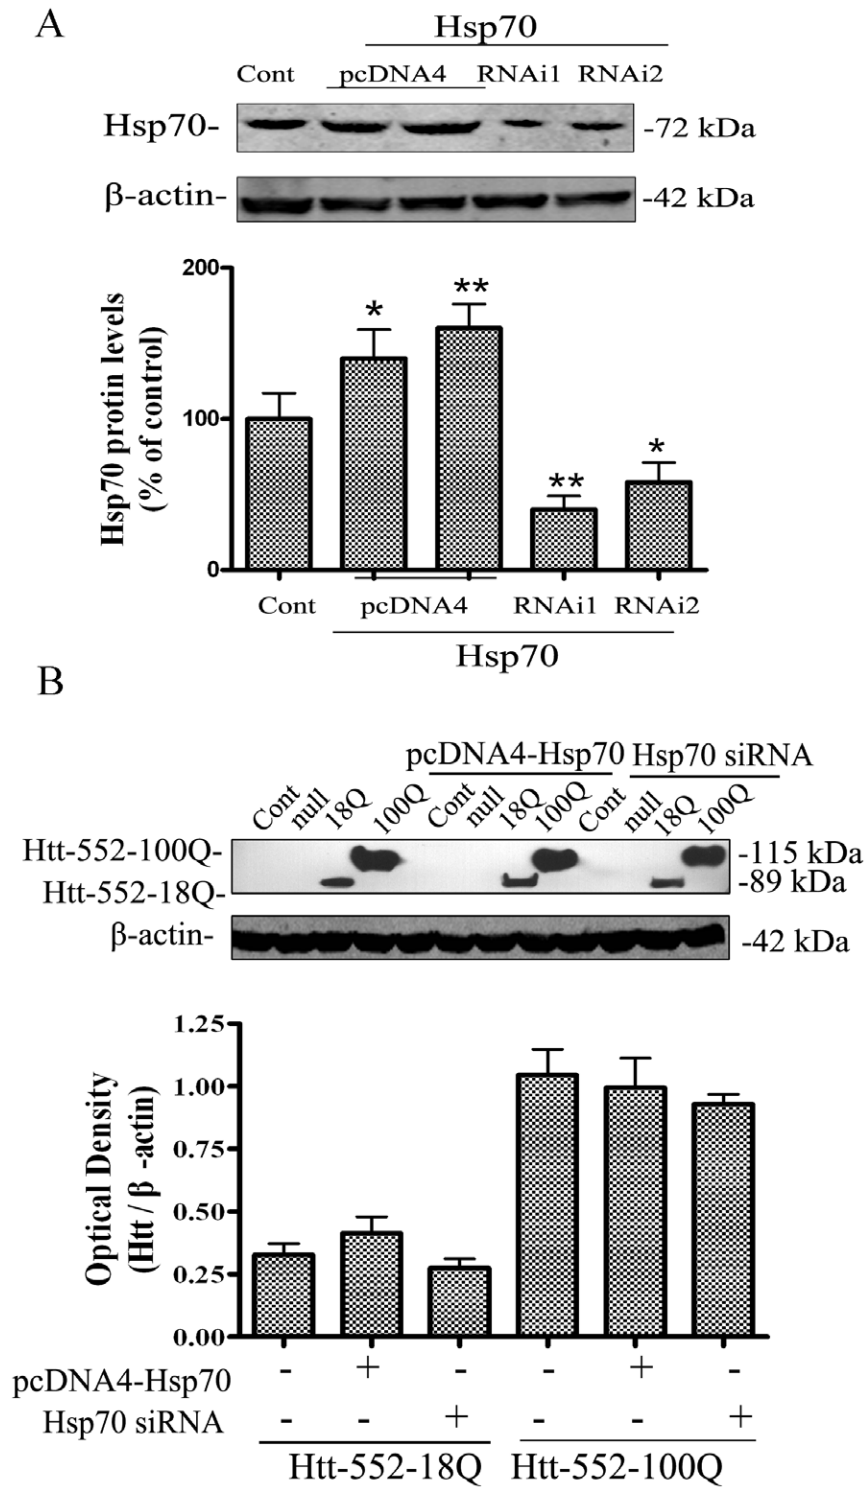 A
Hsp70
Cont pcDNA4 RNAi1 RNAi2
Hsp70- -72 kDa
β-actin- -42 kDa
Hsp70 protin levels
(% of control)
200
**
*
100
*
**
0
Cont pcDNA4 RNAi1 RNAi2
Hsp70
B
pcDNA4-Hsp70 Hsp70 siRNA
Cont null 18Q 100Q Cont null 18Q 100Q Cont null 18Q 100Q
Htt-552-100Q- -115 kDa
Htt-552-18Q- -89 kDa
β-actin- -42 kDa
Optical Density
(Htt / β -actin)
1.25
1.00
0.75
0.50
0.25
0.00
pcDNA4-Hsp70 - + - - + -
Hsp70 siRNA - - + - - +
Htt-552-18Q Htt-552-100Q